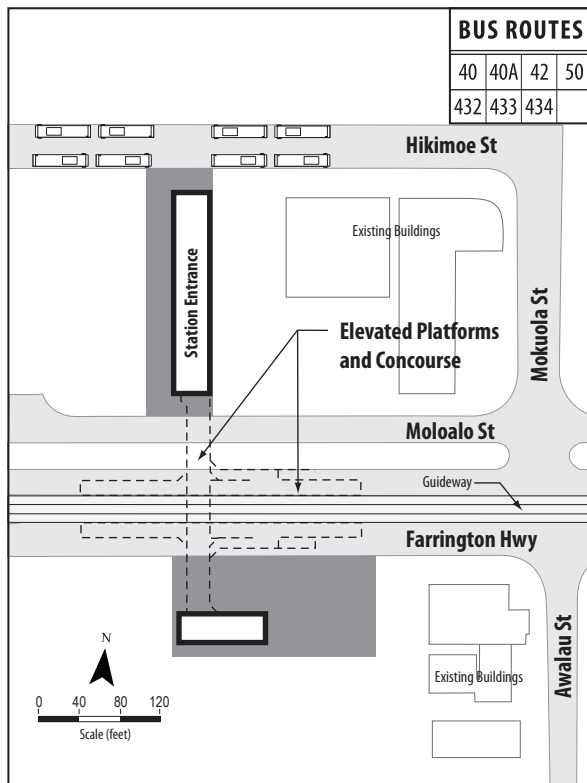 BUS ROUTES
40 40A 42 50
432 433 434
Hikimoe St
Existing Buildings
Station Entrance
Mokuola St
Elevated Platforms
and Concourse
Moloalo St
Guideway
Farrington Hwy
Awalau St
Existing Buildings
N
0 40 80 120
Scale (feet)